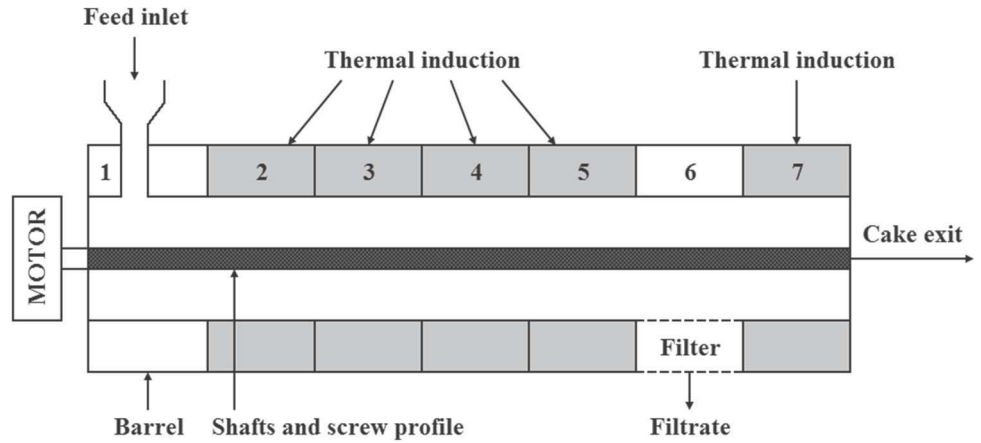 Feed inlet
Thermal induction
Thermal induction
1
2
3
4
5
6
7
MOTOR
Cake exit
Filter
Barrel
Shafts and screw profile
Filtrate